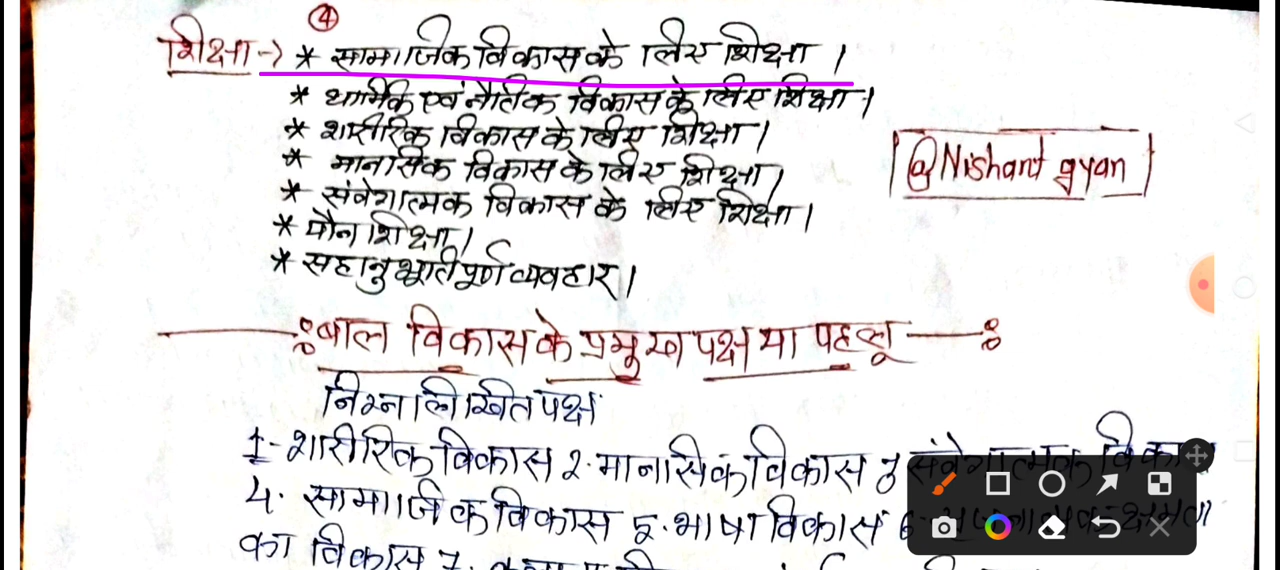 ④
शिक्षा → * सामाजिक विकास के लिए शिक्षा ।
* धार्मिक एवं नैतिक विकास के लिए शिक्षा ।
* शारीरिक विकास के लिए शिक्षा ।
* मानसिक विकास के लिए शिक्षा ।
@Nishant gyan
* संवेगात्मक विकास के लिए शिक्षा ।
* यौन शिक्षा ।
* सहानुभूतिपूर्ण व्यवहार ।
बाल विकास के प्रमुख पक्ष या पहलू
निम्नलिखित पक्ष
1- शारीरिक विकास 2. मानसिक विकास 3 संवेगात्मक विकास
4. सामाजिक विकास 5. भाषा विकास 6
का विकास 7.